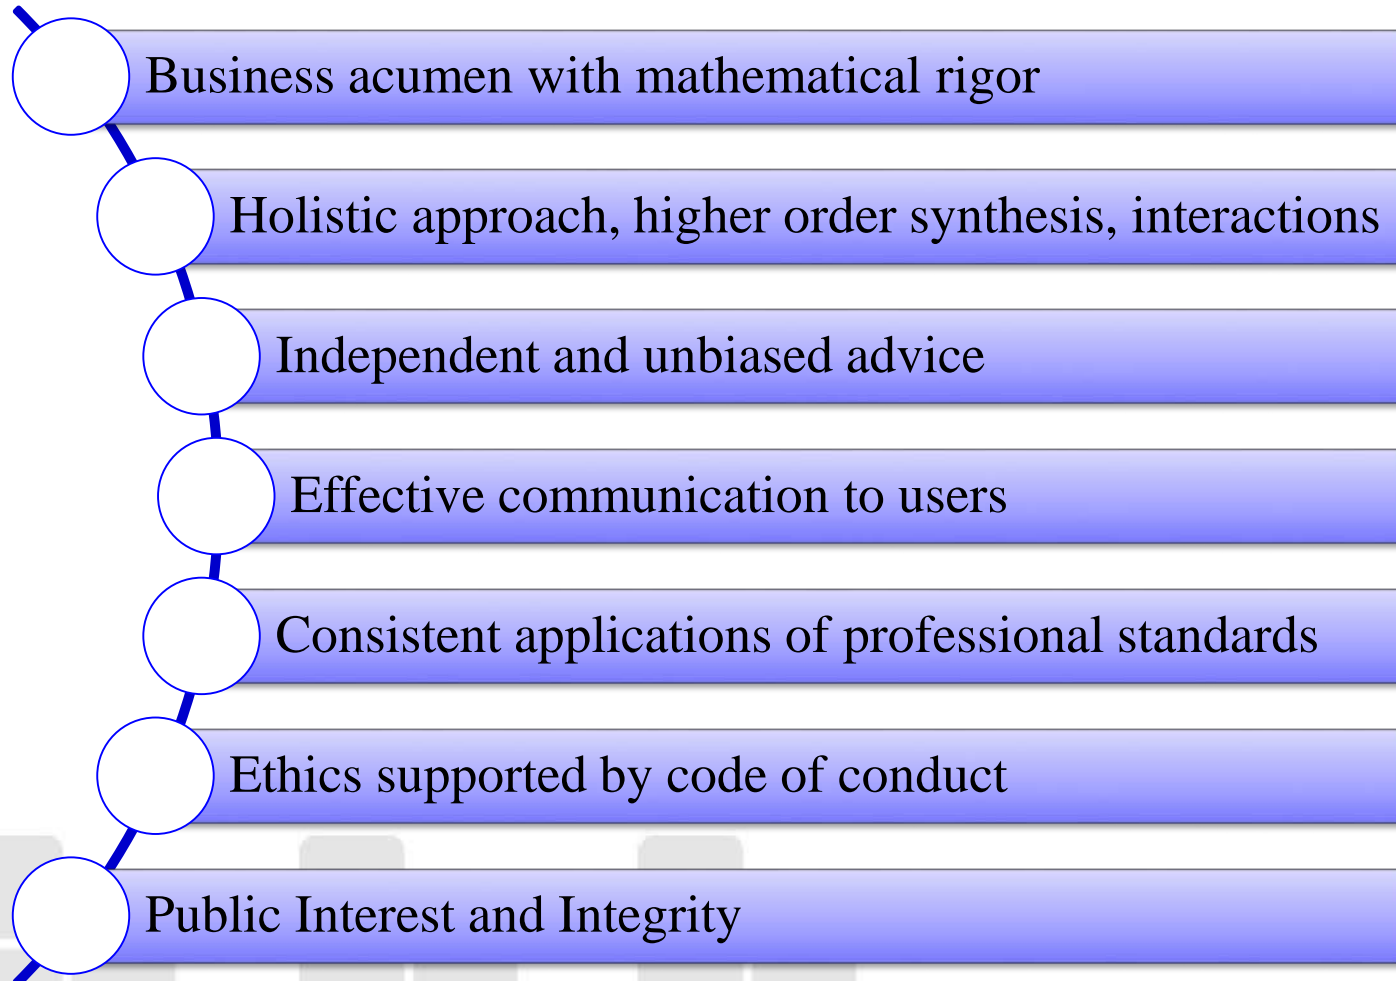 Business acumen with mathematical rigor
Holistic approach, higher order synthesis, interactions
Independent and unbiased advice
Effective communication to users
Consistent applications of professional standards
Ethics supported by code of conduct
Public Interest and Integrity